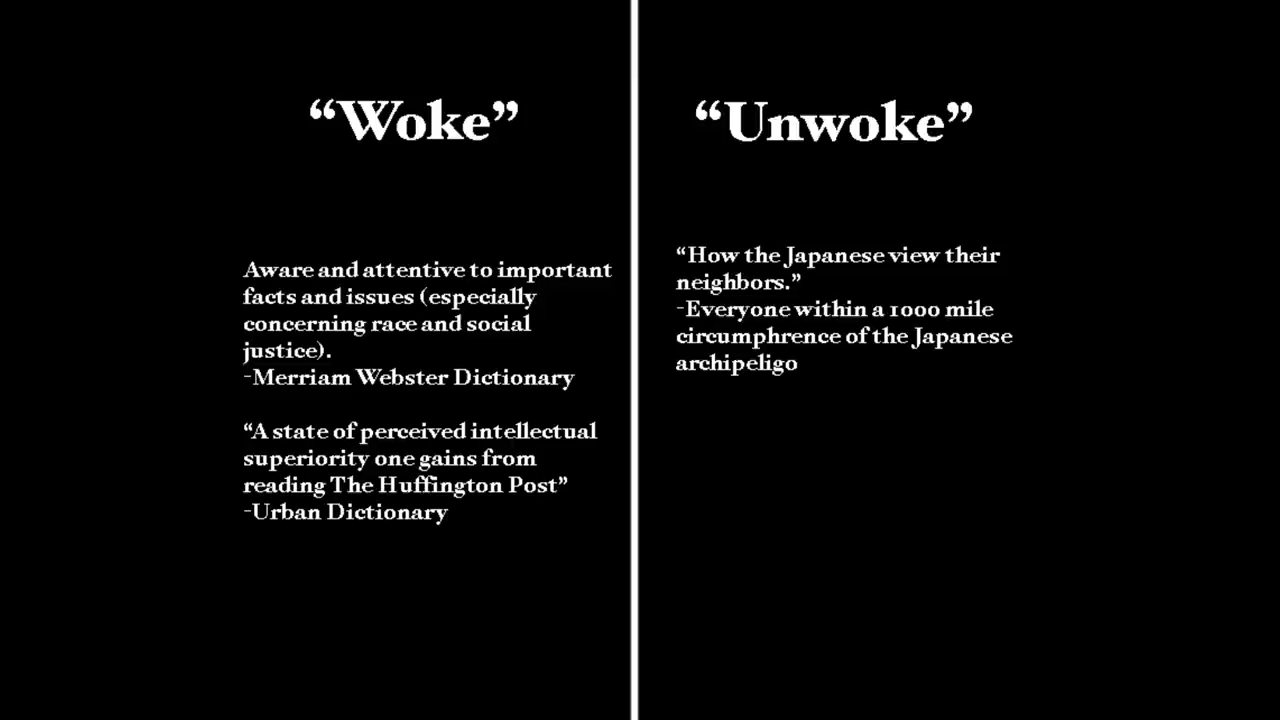 “Woke”
Aware and attentive to important
facts and issues (especially
concerning race and social
justice).
-Merriam Webster Dictionary
“A state of perceived intellectual
superiority one gains from
reading The Huffington Post”
-Urban Dictionary
“Unwoke”
“How the Japanese view their
neighbors.”
-Everyone within a 1000 mile
circumphrence of the Japanese
archipeligo